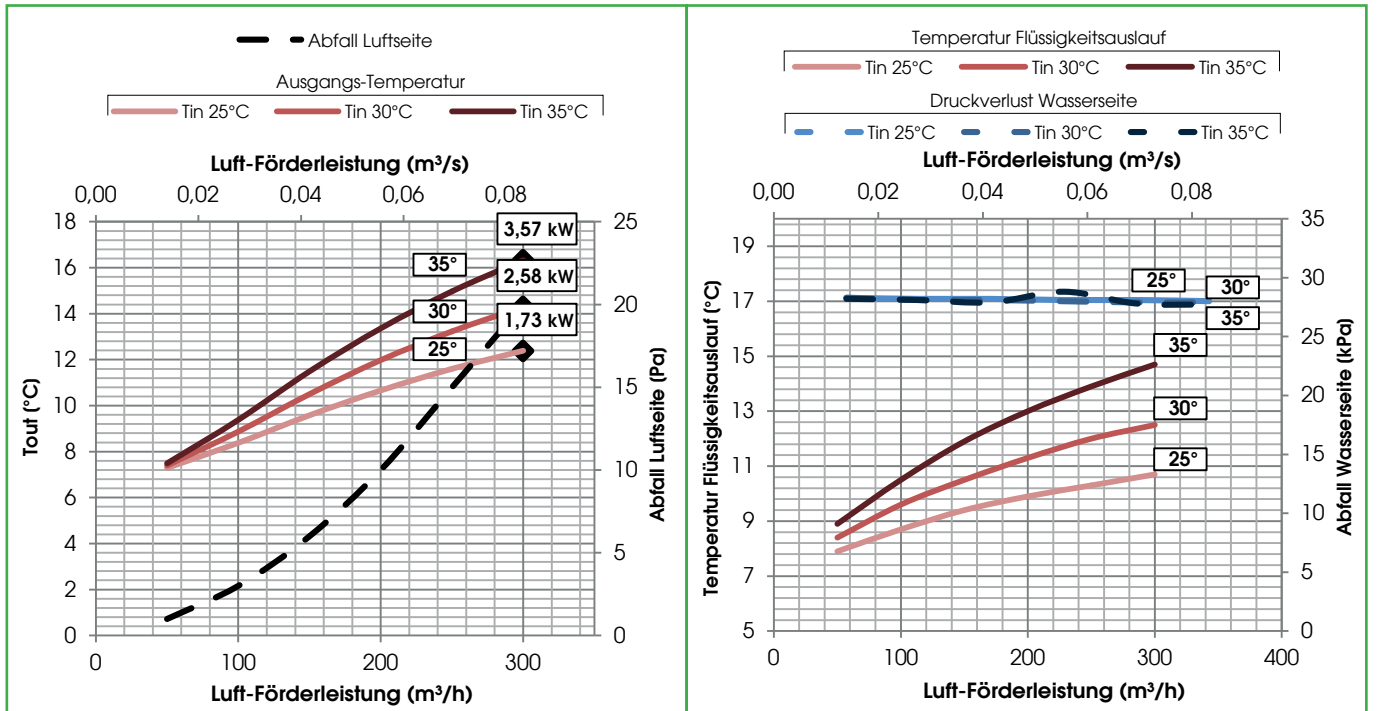 Abfall Luftseite
Ausgangs-Temperatur
Tin 25°C Tin 30°C Tin 35°C
Luft-Förderleistung (m³/s)
0,00 0,02 0,04 0,06 0,08
18 16 14 12 10 8 6 4 2 0
Tout (°C)
35°
30°
25°
3,57 kW
2,58 kW
1,73 kW
25 20 15 10 5 0
Abfall Luftseite (Pa)
0 100 200 300
Luft-Förderleistung (m³/h)
Temperatur Flüssigkeitsauslauf
Tin 25°C Tin 30°C Tin 35°C
Druckverlust Wasserseite
Tin 25°C Tin 30°C Tin 35°C
Luft-Förderleistung (m³/s)
0,00 0,02 0,04 0,06 0,08
19 17 15 13 11 9 7 5
Temperatur Flüssigkeitsauslauf (°C)
25°
30°
35°
35°
30°
25°
35 30 25 20 15 10 5 0
Abfall Wasserseite (kPa)
0 100 200 300 400
Luft-Förderleistung (m³/h)